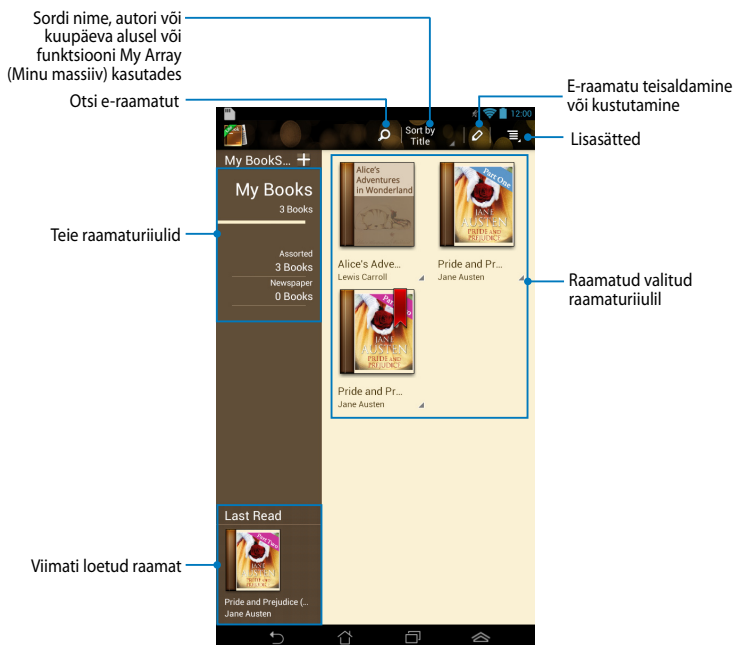 Sordi nime, autori või
kuupäeva alusel või
funktsiooni My Array
(Minu massiiv) kasutades
Otsi e-raamatut
E-raamatu teisaldamine
või kustutamine
Lisasätted
12:00
Sort by
Title
My BookS...
My Books
3 Books
Assorted
3 Books
Newspaper
0 Books
Teie raamaturiiulid
Alice's
Adventures
in Wonderland
Alice's Adve...
Lewis Carroll
Part One
JANE
AUSTEN
PRIDE AND
PREJUDICE
Pride and Pr...
Jane Austen
Raamatud valitud
raamaturiiulil
JANE
AUSTEN
PRIDE AND
PREJUDICE
Pride and Pr...
Jane Austen
Last Read
Part Two
JANE
AUSTEN
Viimati loetud raamat
Pride and Prejudice (...
Jane Austen